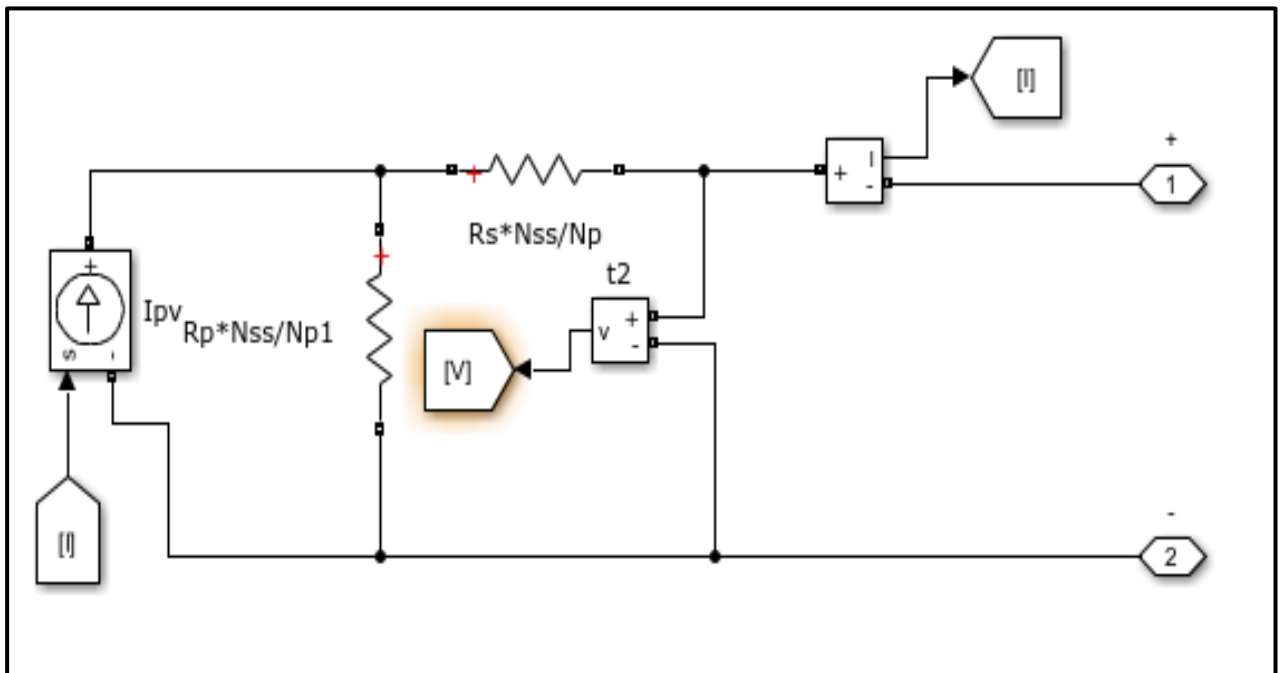 [I]
+
I
+
-
1
Rs*Nss/Np
t2
+
Ipv
Rp*Nss/Np1
v
+
-
[V]
s
-
[I]
-
2